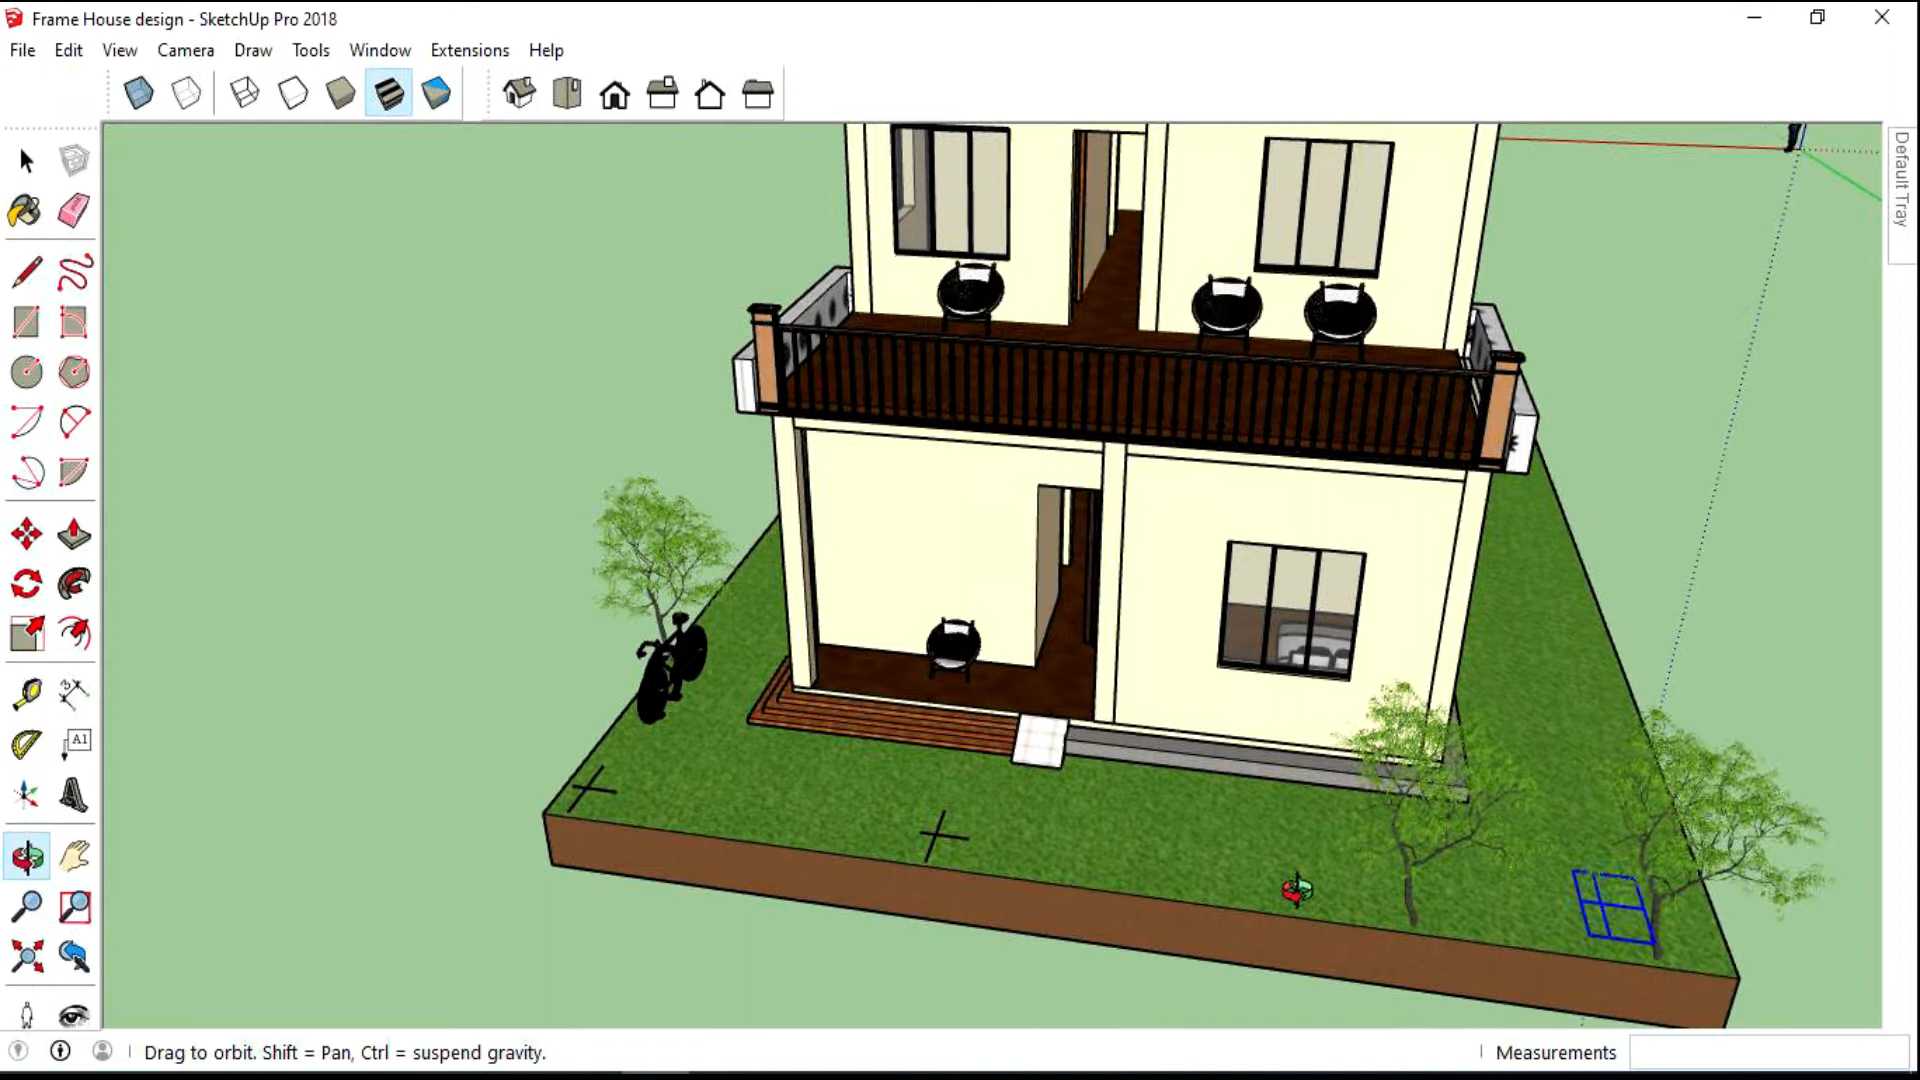 Frame House design - SketchUp Pro 2018
File Edit View Camera Draw Tools Window Extensions Help
Default Tray
A1
Drag to orbit. Shift = Pan, Ctrl = suspend gravity.
Measurements